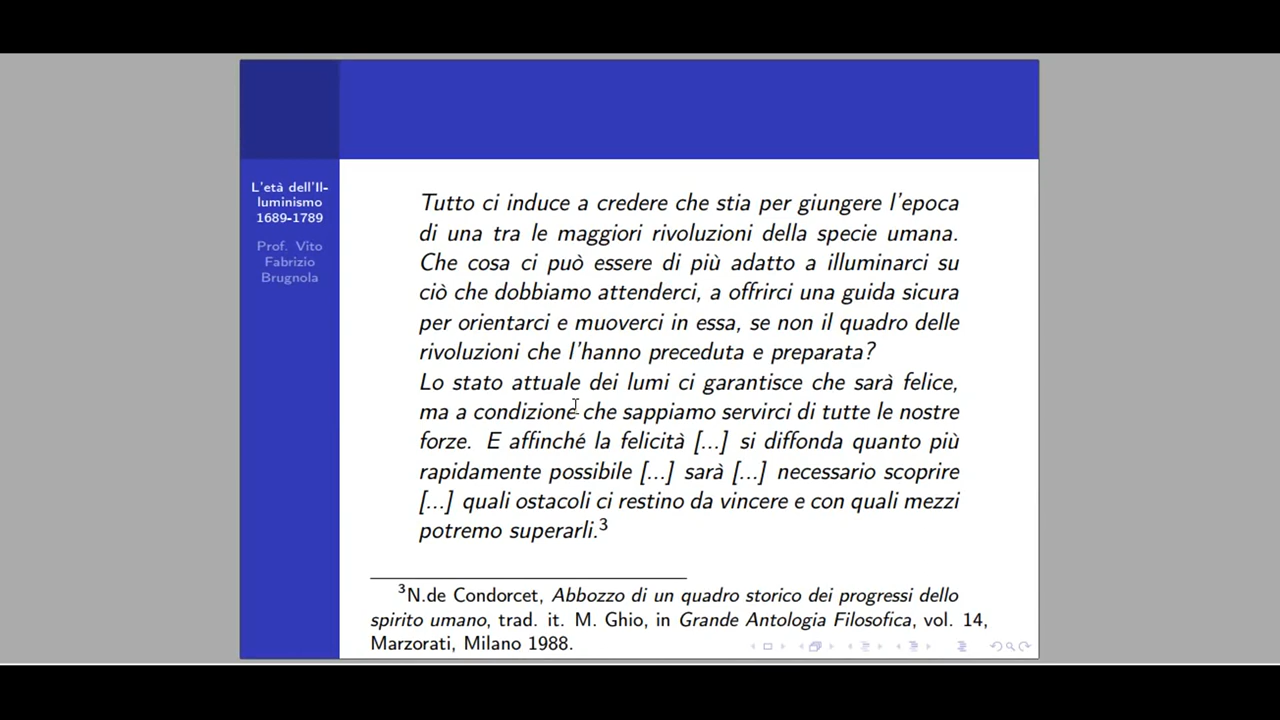 L'età dell'Il-
luminismo
1689-1789
Prof. Vito
Fabrizio
Brugnola
Tutto ci induce a credere che stia per giungere l'epoca
di una tra le maggiori rivoluzioni della specie umana.
Che cosa ci può essere di più adatto a illuminarci su
ciò che dobbiamo attenderci, a offrirci una guida sicura
per orientarci e muoverci in essa, se non il quadro delle
rivoluzioni che l'hanno preceduta e preparata?
Lo stato attuale dei lumi ci garantisce che sarà felice,
ma a condizione che sappiamo servirci di tutte le nostre
forze. E affinché la felicità [...] si diffonda quanto più
rapidamente possibile [...] sarà [...] necessario scoprire
[...] quali ostacoli ci restino da vincere e con quali mezzi
potremo superarli.³
³N.de Condorcet, Abbozzo di un quadro storico dei progressi dello
spirito umano, trad. it. M. Ghio, in Grande Antologia Filosofica, vol. 14,
Marzorati, Milano 1988.